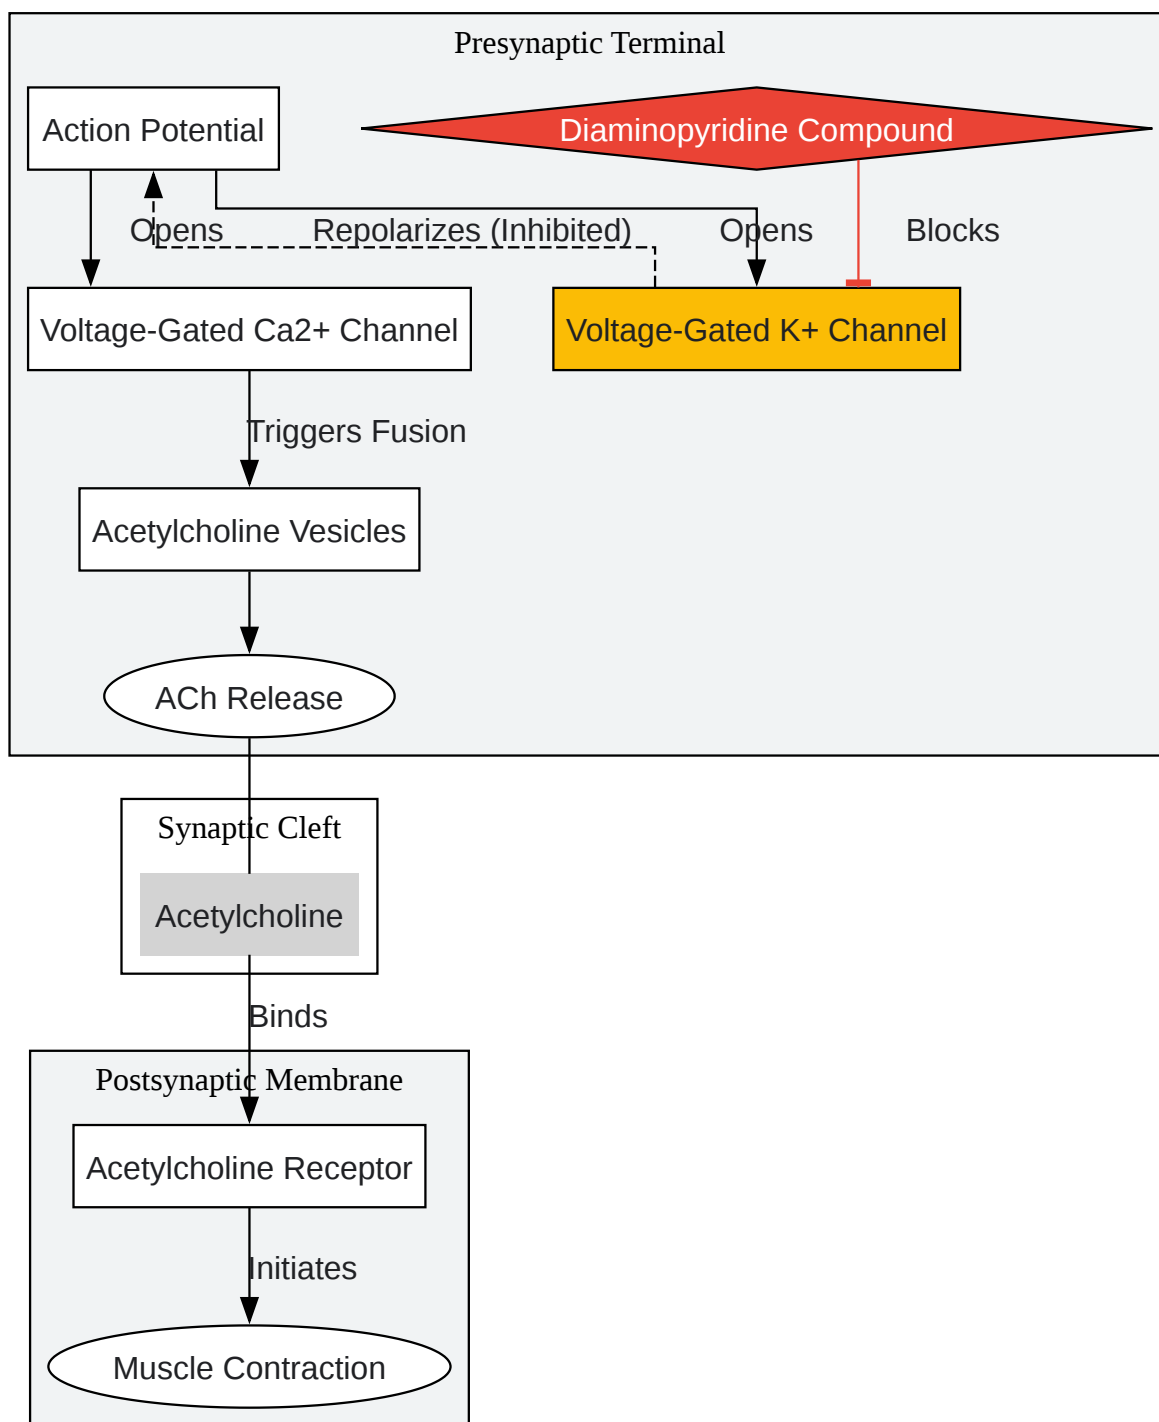 Presynaptic Terminal
Action Potential
Diaminopyridine Compound
Opens
Repolarizes (Inhibited)
Opens
Blocks
Voltage-Gated Ca2+ Channel
Voltage-Gated K+ Channel
Triggers Fusion
Acetylcholine Vesicles
ACh Release
Synaptic Cleft
Acetylcholine
Binds
Postsynaptic Membrane
Acetylcholine Receptor
Initiates
Muscle Contraction